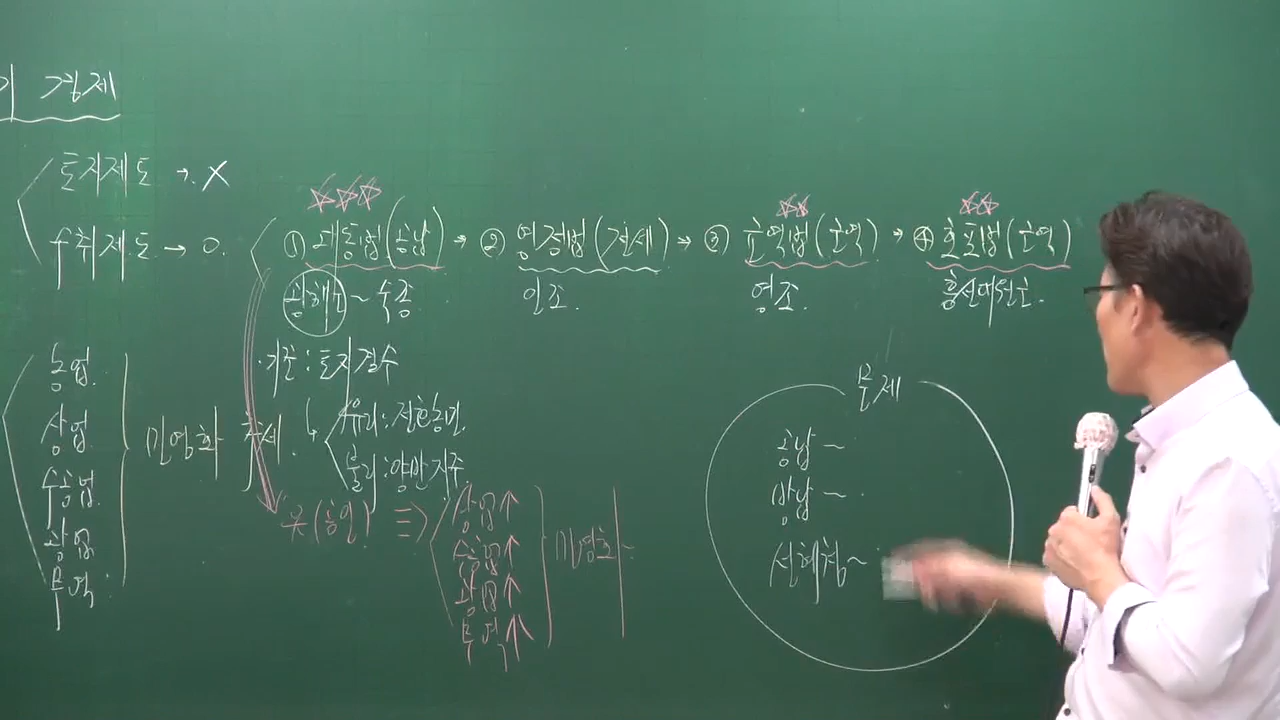 경제
토지제도 → X
수취제도 → O.
① 대동법(공납) → ② 영정법(전세) → ③ 균역법(군역) → ④ 호포법(군역)
광해군 ~ 숙종
인조.
영조.
흥선대원군.
· 기준 : 토지결수
유리 : 전호농민.
불리 : 양반지주
농업.
상업.
수공업.
광업.
무역.
민영화 추세.
공인) ⇒
상업↑
수공업↑
광업↑
무역↑
민영화~
문제
공납 ~
방납 ~
선혜청 ~